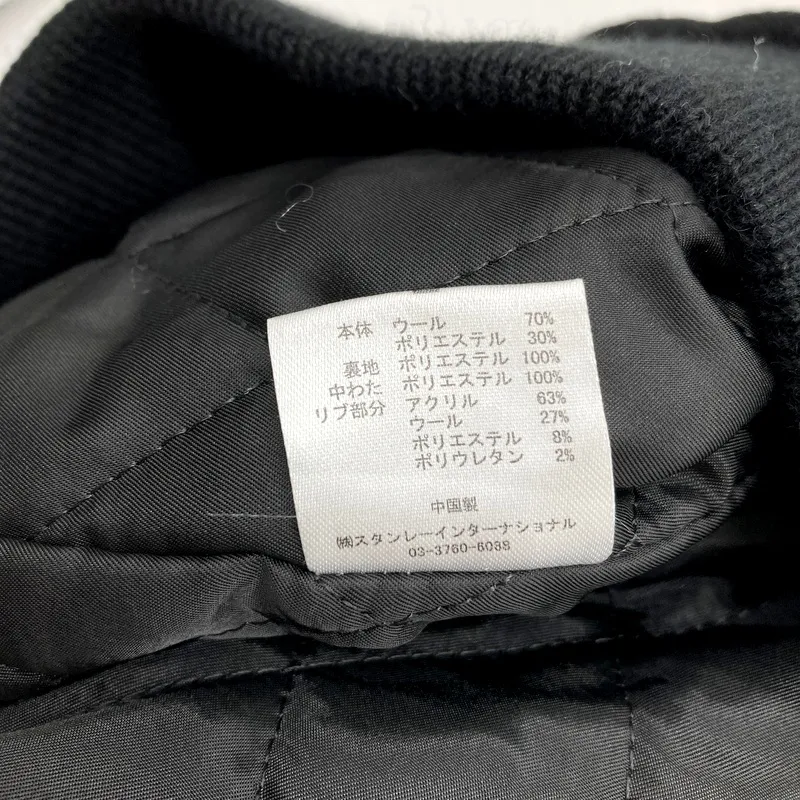 本体 ウール 70%
ポリエステル 30%
裏地 ポリエステル 100%
中わた ポリエステル 100%
リブ部分 アクリル 63%
ウール 27%
ポリエステル 8%
ポリウレタン 2%
中国製
㈱スタンレーインターナショナル
03-3760-6088